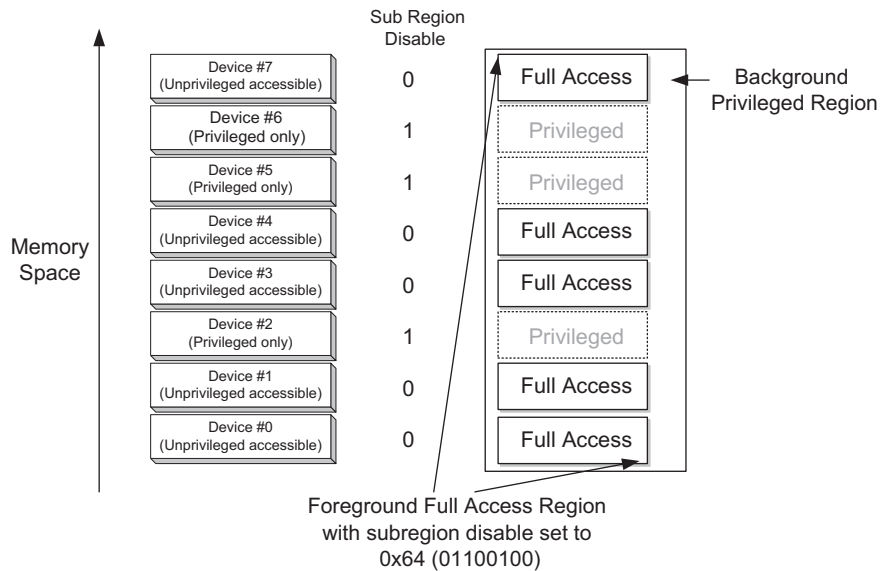 Sub Region
Disable
Device #7
(Unprivileged accessible)
0
Full Access
Background
Privileged Region
Device #6
(Privileged only)
1
Privileged
Device #5
(Privileged only)
1
Privileged
Device #4
(Unprivileged accessible)
0
Full Access
Memory
Space
Device #3
(Unprivileged accessible)
0
Full Access
Device #2
(Privileged only)
1
Privileged
Device #1
(Unprivileged accessible)
0
Full Access
Device #0
(Unprivileged accessible)
0
Full Access
Foreground Full Access Region
with subregion disable set to
0x64 (01100100)